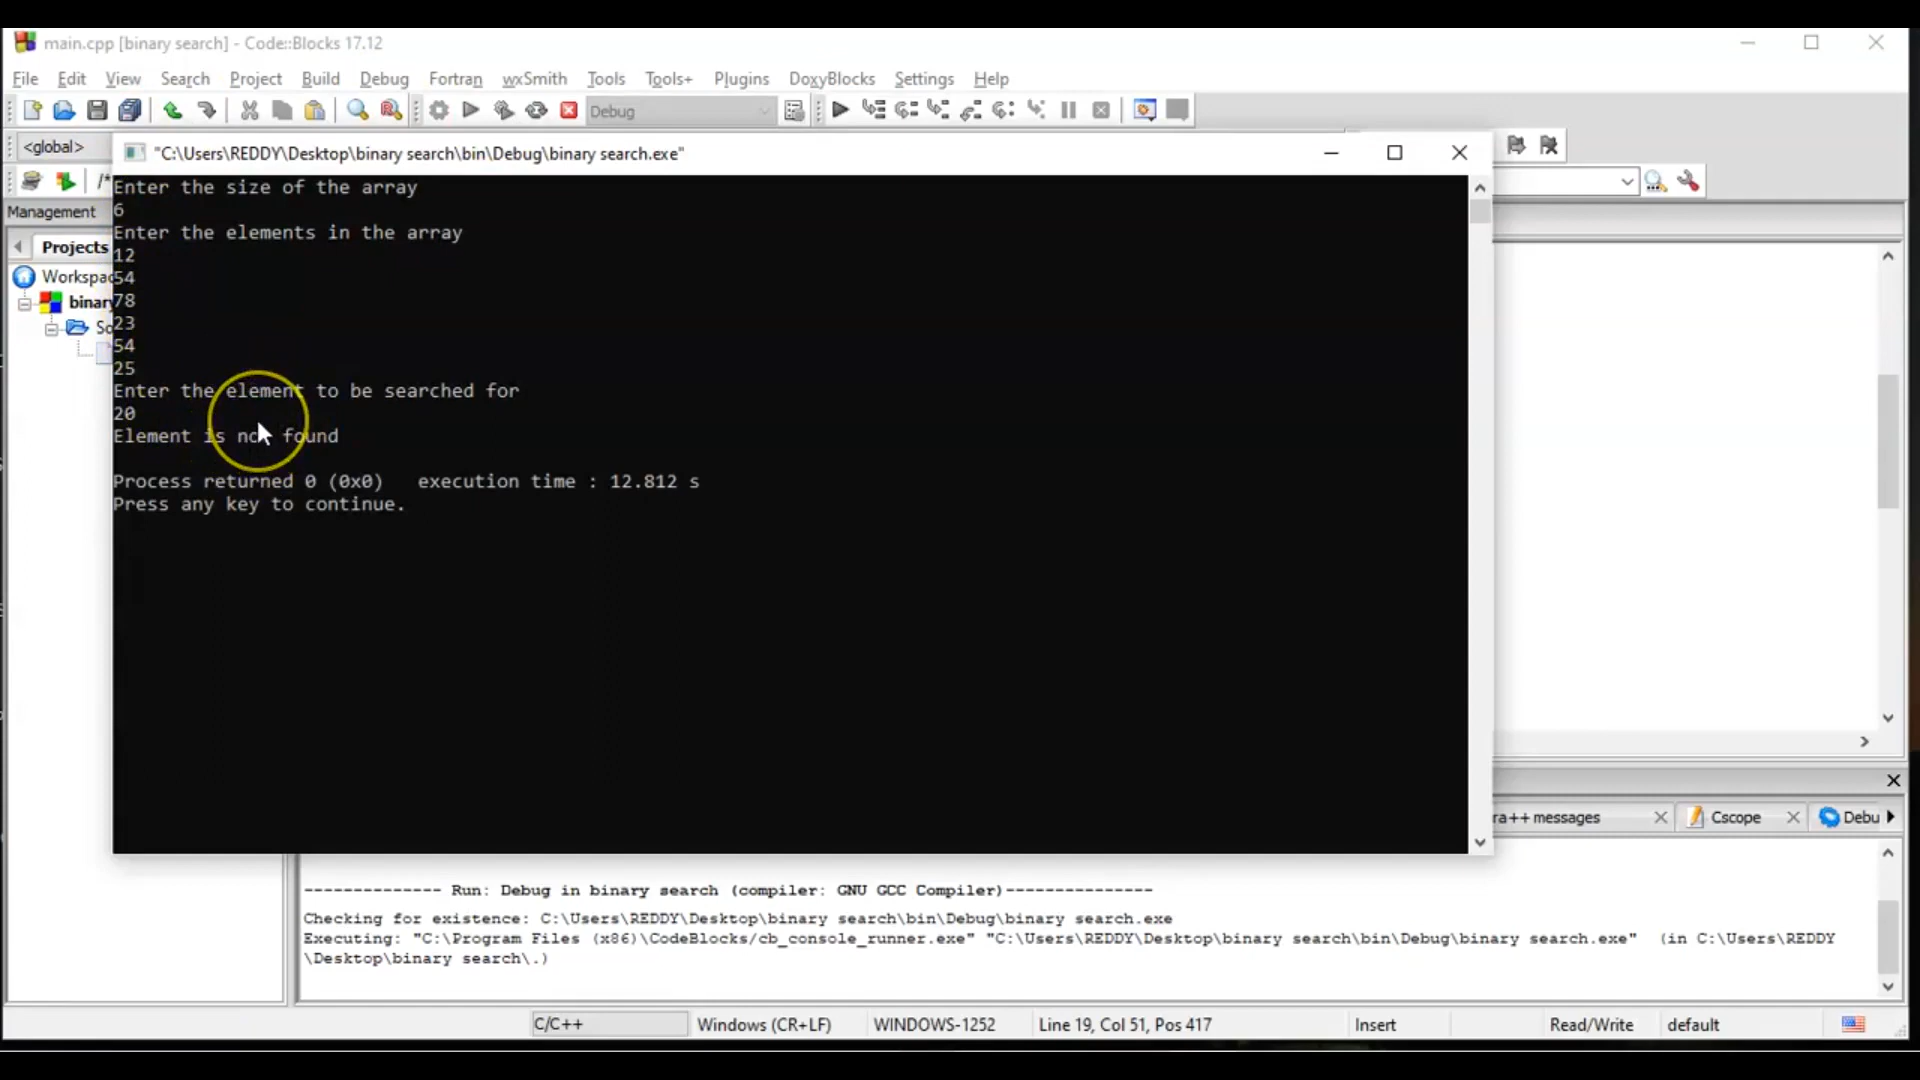 main.cpp [binary search] - Code::Blocks 17.12
File Edit View Search Project Build Debug Fortran wxSmith Tools Tools+ Plugins DoxyBlocks Settings Help
Debug
<global>
"C:\Users\REDDY\Desktop\binary search\bin\Debug\binary search.exe"
/*
Enter the size of the array
6
Management
Enter the elements in the array
Projects
12
Workspac
54
binary
78
So
23
54
25
Enter the element to be searched for
20
Element is not found
Process returned 0 (0x0) execution time : 12.812 s
Press any key to continue.
ra++ messages Cscope Debu
-------------- Run: Debug in binary search (compiler: GNU GCC Compiler)---------------
Checking for existence: C:\Users\REDDY\Desktop\binary search\bin\Debug\binary search.exe
Executing: "C:\Program Files (x86)\CodeBlocks/cb_console_runner.exe" "C:\Users\REDDY\Desktop\binary search\bin\Debug\binary search.exe" (in C:\Users\REDDY
\Desktop\binary search\.)
C/C++ Windows (CR+LF) WINDOWS-1252 Line 19, Col 51, Pos 417 Insert Read/Write default